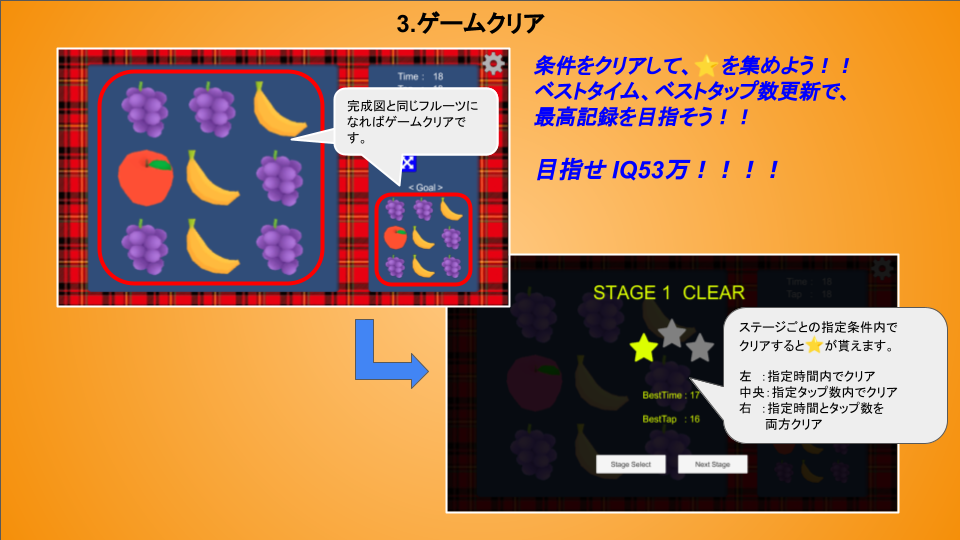 3.ゲームクリア
Time : 18
完成図と同じフルーツに
なればゲームクリアで
す。
< Goal >
条件をクリアして、⭐を集めよう！！
ベストタイム、ベストタップ数更新で、
最高記録を目指そう！！
目指せ IQ53万！！！！
STAGE 1 CLEAR
Time : 18
Tap : 16
BestTime : 17
BestTap : 16
Stage Select
Next Stage
ステージごとの指定条件内で
クリアすると⭐が貰えます。
左　：指定時間内でクリア
中央：指定タップ数内でクリア
右　：指定時間とタップ数を
両方クリア